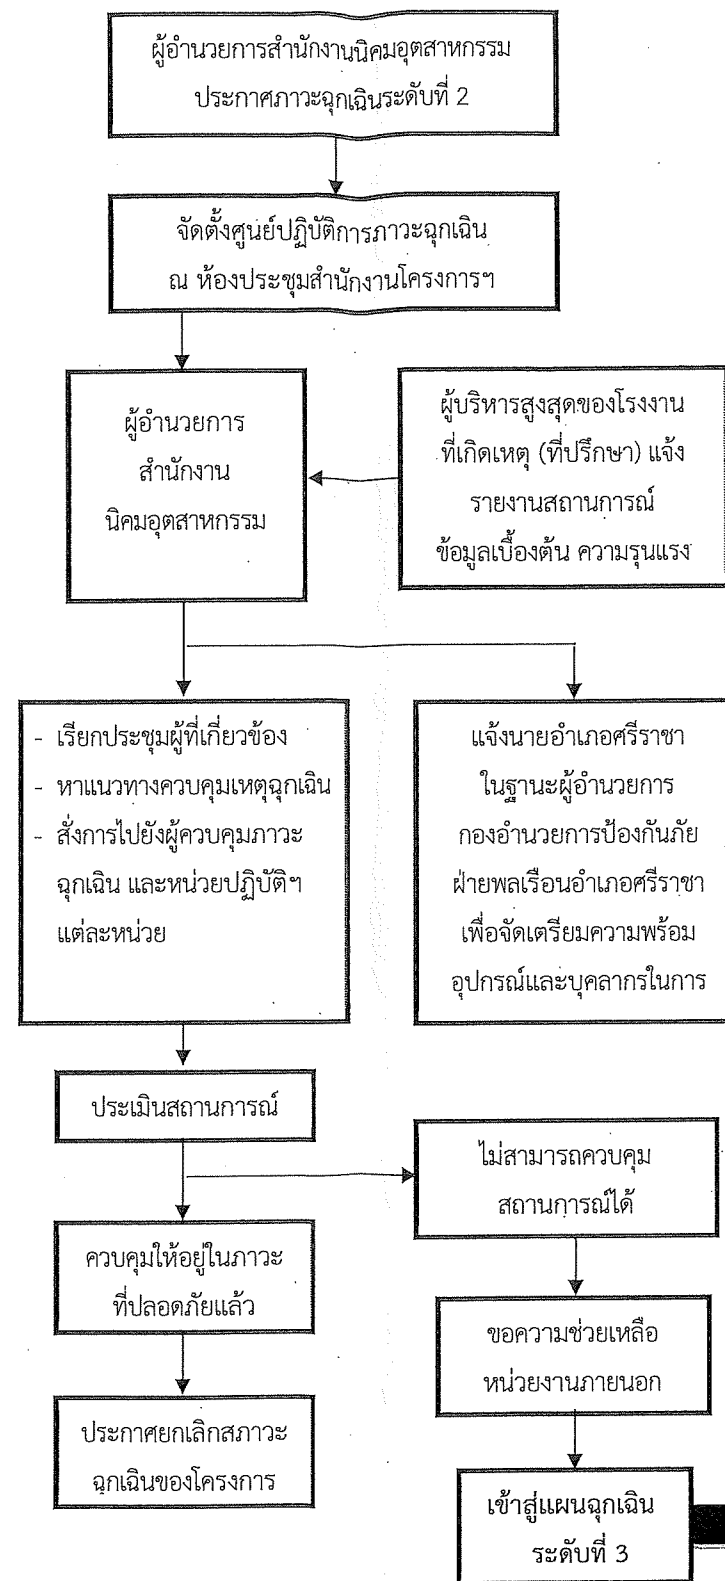 ผู้อำนวยการสำนักงานนิคมอุตสาหกรรม
ประกาศภาวะฉุกเฉินระดับที่ 2
จัดตั้งศูนย์ปฏิบัติการภาวะฉุกเฉิน
ณ ห้องประชุมสำนักงานโครงการฯ
ผู้อำนวยการ
สำนักงาน
นิคมอุตสาหกรรม
ผู้บริหารสูงสุดของโรงงาน
ที่เกิดเหตุ (ที่ปรึกษา) แจ้ง
รายงานสถานการณ์
ข้อมูลเบื้องต้น ความรุนแรง
- เรียกประชุมผู้ที่เกี่ยวข้อง
- หาแนวทางควบคุมเหตุฉุกเฉิน
- สั่งการไปยังผู้ควบคุมภาวะ
ฉุกเฉิน และหน่วยปฏิบัติฯ
แต่ละหน่วย
แจ้งนายอำเภอศรีราชา
ในฐานะผู้อำนวยการ
กองอำนวยการป้องกันภัย
ฝ่ายพลเรือนอำเภอศรีราชา
เพื่อจัดเตรียมความพร้อม
อุปกรณ์และบุคลากรในการ
ประเมินสถานการณ์
ไม่สามารถควบคุม
สถานการณ์ได้
ควบคุมให้อยู่ในภาวะ
ที่ปลอดภัยแล้ว
ขอความช่วยเหลือ
หน่วยงานภายนอก
ประกาศยกเลิกสภาวะ
ฉุกเฉินของโครงการ
เข้าสู่แผนฉุกเฉิน
ระดับที่ 3